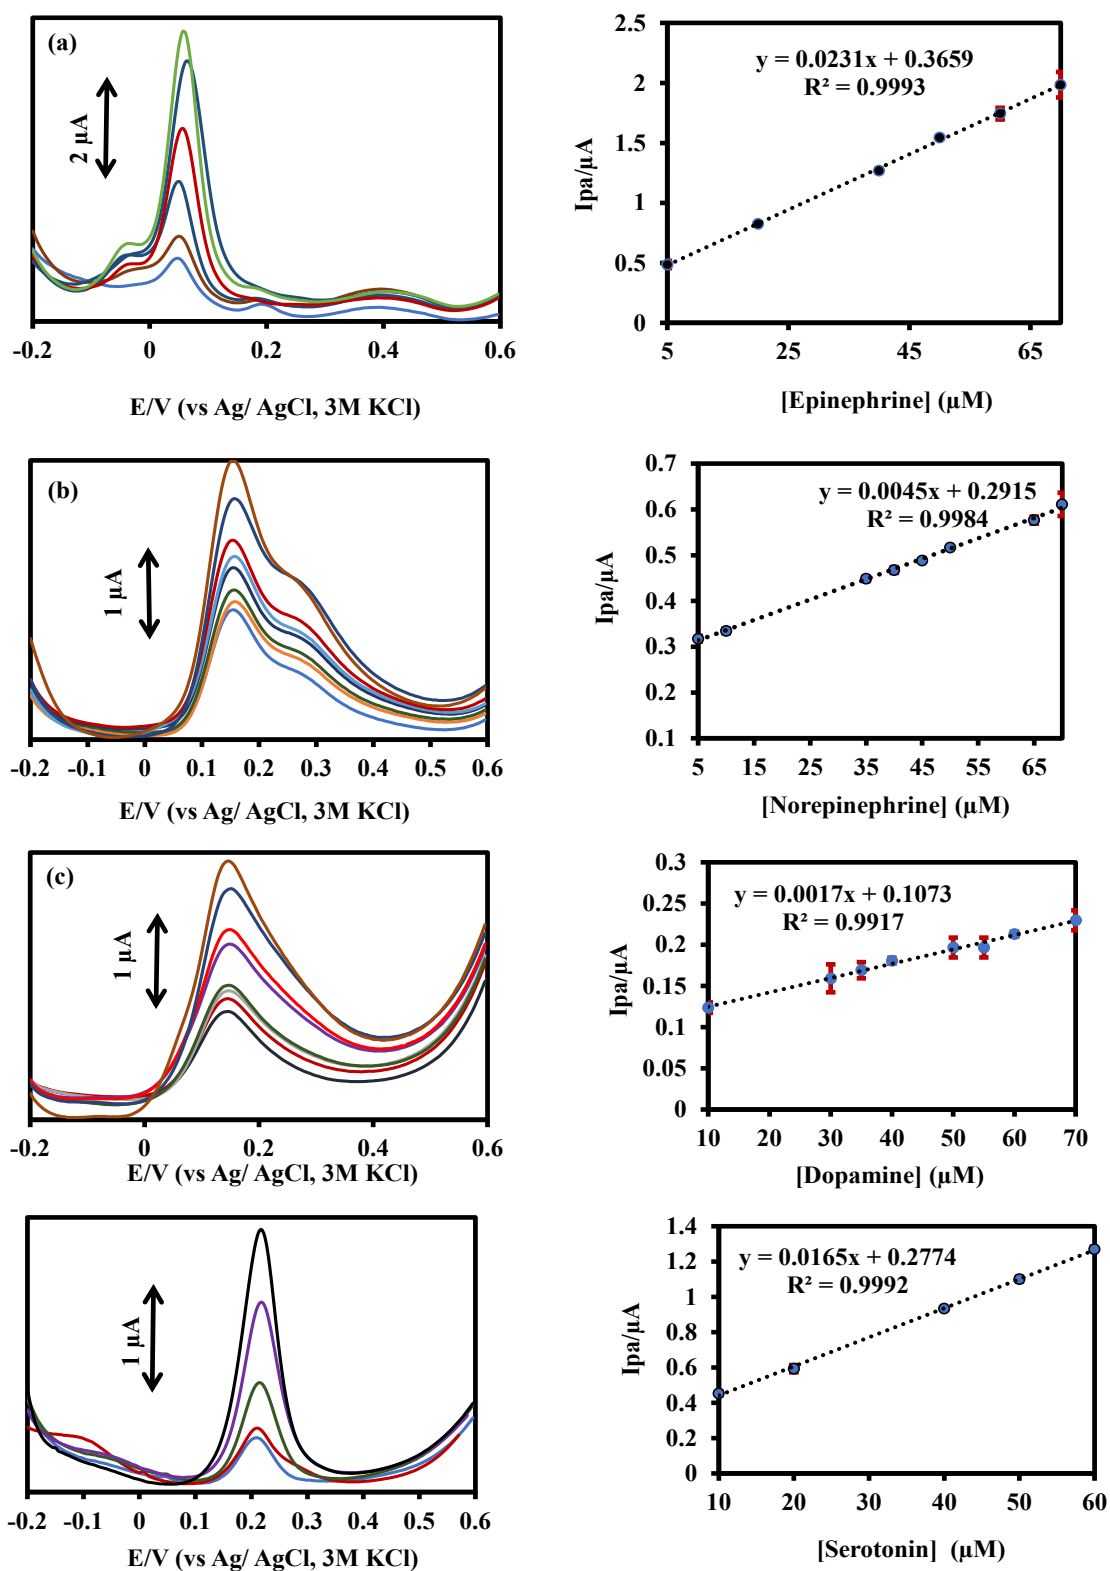 (a)
2 µA
-0.2 0 0.2 0.4 0.6
E/V (vs Ag/ AgCl, 3M KCl)
y = 0.0231x + 0.3659
R² = 0.9993
Ipa/µA
2.5
2
1.5
1
0.5
0
5 25 45 65
[Epinephrine] (µM)
(b)
1 µA
-0.2 -0.1 0 0.1 0.2 0.3 0.4 0.5 0.6
E/V (vs Ag/ AgCl, 3M KCl)
y = 0.0045x + 0.2915
R² = 0.9984
Ipa/µA
0.7
0.6
0.5
0.4
0.3
0.2
0.1
5 15 25 35 45 55 65
[Norepinephrine] (µM)
(c)
1 µA
-0.2 0 0.2 0.4 0.6
E/V (vs Ag/ AgCl, 3M KCl)
y = 0.0017x + 0.1073
R² = 0.9917
Ipa/µA
0.3
0.25
0.2
0.15
0.1
0.05
0
10 20 30 40 50 60 70
[Dopamine] (µM)
1 µA
-0.2 -0.1 0 0.1 0.2 0.3 0.4 0.5 0.6
E/V (vs Ag/ AgCl, 3M KCl)
y = 0.0165x + 0.2774
R² = 0.9992
Ipa/µA
1.4
1.2
1
0.8
0.6
0.4
0.2
0
10 20 30 40 50 60
[Serotonin] (µM)